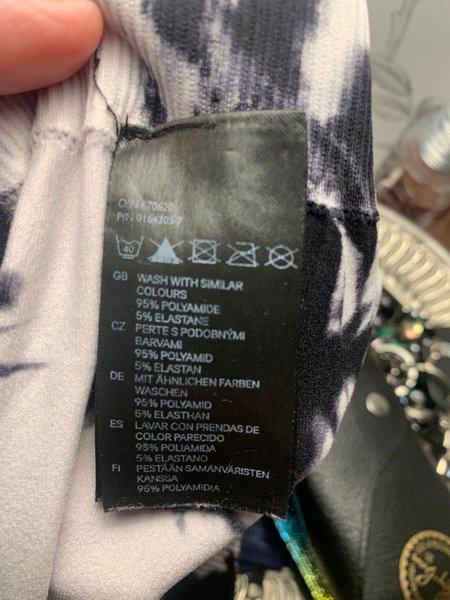 O/N 670620
P/N 0164305 7
40
GB WASH WITH SIMILAR
COLOURS
95% POLYAMIDE
5% ELASTANE
CZ PERTE S PODOBNÝMI
BARVAMI
95% POLYAMID
5% ELASTAN
DE MIT ÄHNLICHEN FARBEN
WASCHEN
95% POLYAMID
5% ELASTHAN
ES LAVAR CON PRENDAS DE
COLOR PARECIDO
95% POLIAMIDA
5% ELASTANO
FI PESTÄÄN SAMANVÄRISTEN
KANSSA
95% POLYAMIDIA